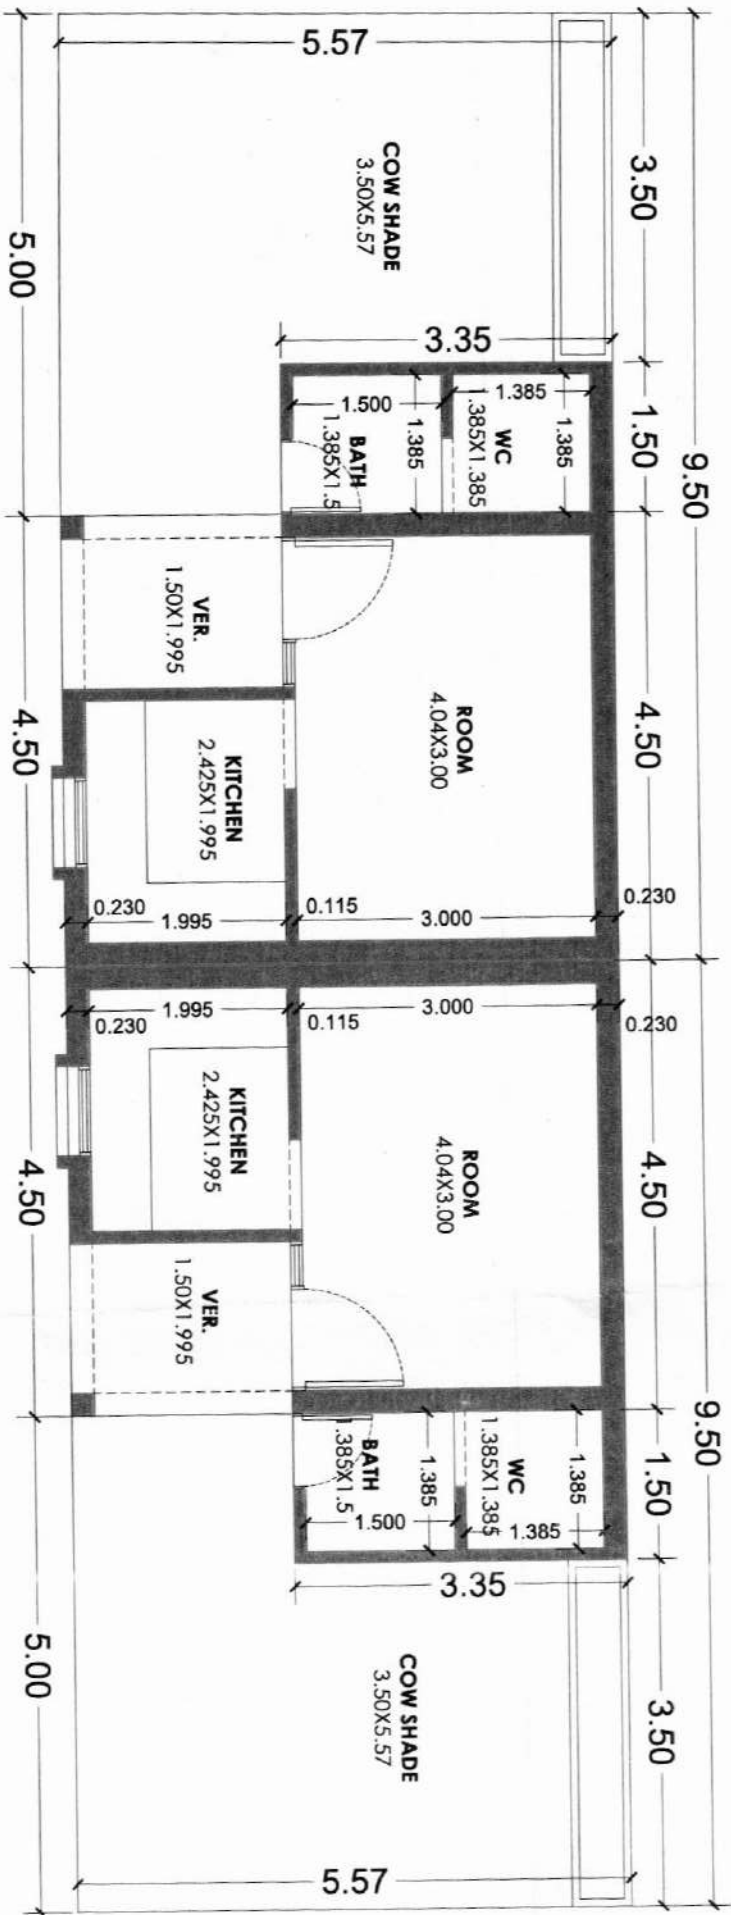 9.50
9.50
3.50
1.50
4.50
4.50
1.50
3.50
5.57
COW SHADE
3.50X5.57
3.35
1.385
1.385
WC
1.385X1.385
1.500
1.385
BATH
1.385X1.5
ROOM
4.04X3.00
VER.
1.50X1.995
KITCHEN
2.425X1.995
0.230
1.995
0.115
3.000
0.230
0.230
1.995
0.115
3.000
0.230
ROOM
4.04X3.00
KITCHEN
2.425X1.995
VER.
1.50X1.995
1.385
1.385
WC
1.385X1.385
1.385
1.500
BATH
1.385X1.5
3.35
COW SHADE
3.50X5.57
5.57
5.00
4.50
4.50
5.00